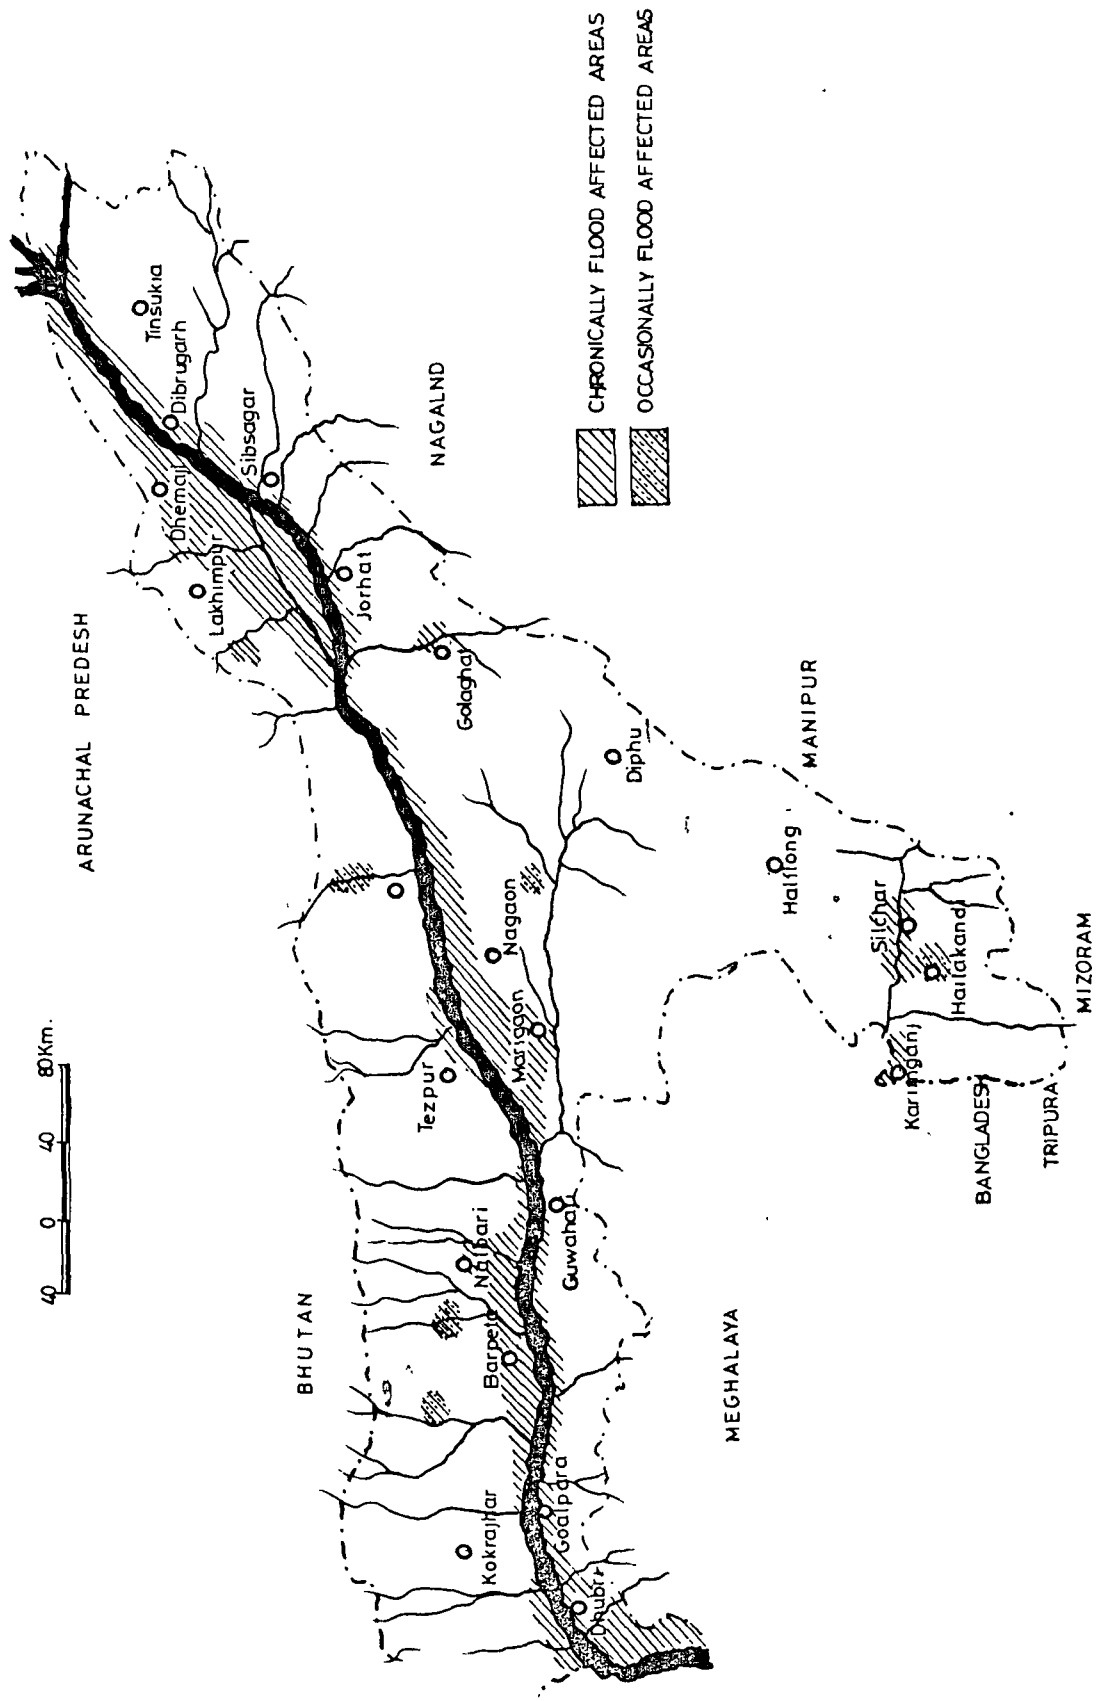 ARUNACHAL PREDESH
BHUTAN
NAGALND
MANIPUR
MEGHALAYA
MIZORAM
BANGLADESH
TRIPURA
Tinsukia
Dibrugarh
Dhemaji
Sibsagar
Lakhimpur
Jorhat
Golaghat
Diphu
Nagaon
Marigaon
Tezpur
Guwahati
Nalbari
Barpeta
Goalpara
Kokrajhar
Dhubri
Halflong
Silchar
Hailakandi
Karimganj
40 0 40 80Km.
CHRONICALLY FLOOD AFFECTED AREAS
OCCASIONALLY FLOOD AFFECTED AREAS